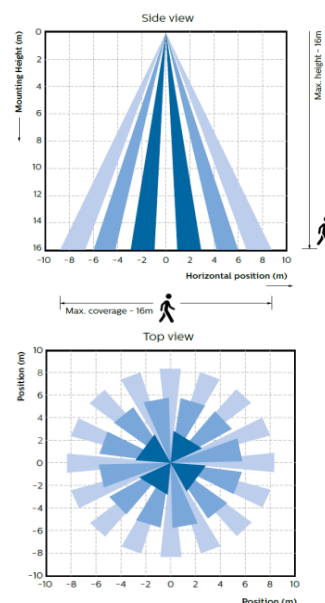 Side view
Mounting Height (m)
0
2
4
6
8
10
12
14
16
-10 -8 -6 -4 -2 0 2 4 6 8 10
Horizontal position (m)
Max. height - 16m
Max. coverage - 16m
Top view
Position (m)
10
8
6
4
2
0
-2
-4
-6
-8
-10
-10 -8 -6 -4 -2 0 2 4 6 8 10
Position (m)